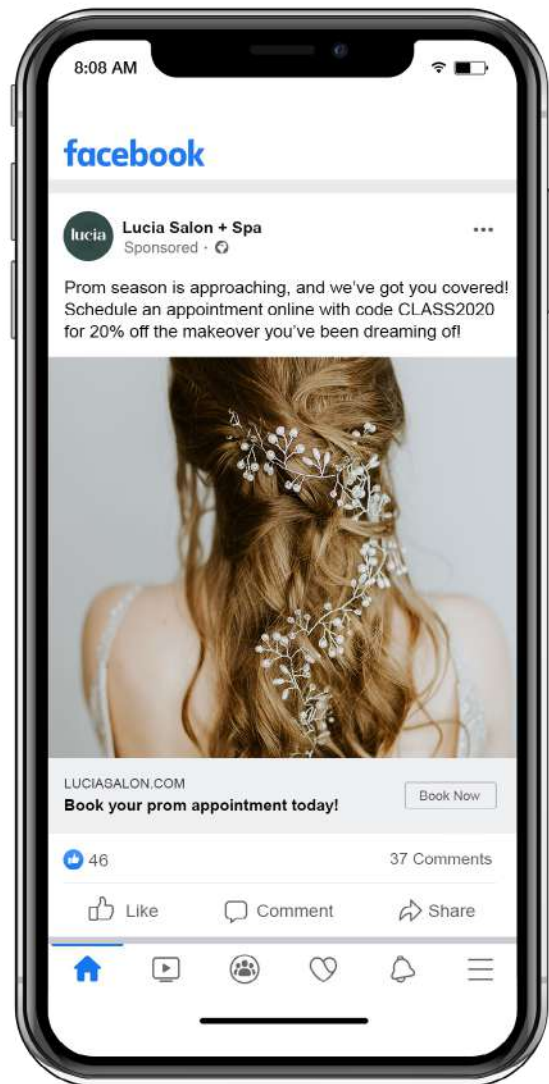 8:08 AM
facebook
lucia
Lucia Salon + Spa
Sponsored ·
Prom season is approaching, and we've got you covered!
Schedule an appointment online with code CLASS2020
for 20% off the makeover you've been dreaming of!
LUCIASALON.COM
Book your prom appointment today!
Book Now
46
37 Comments
Like
Comment
Share